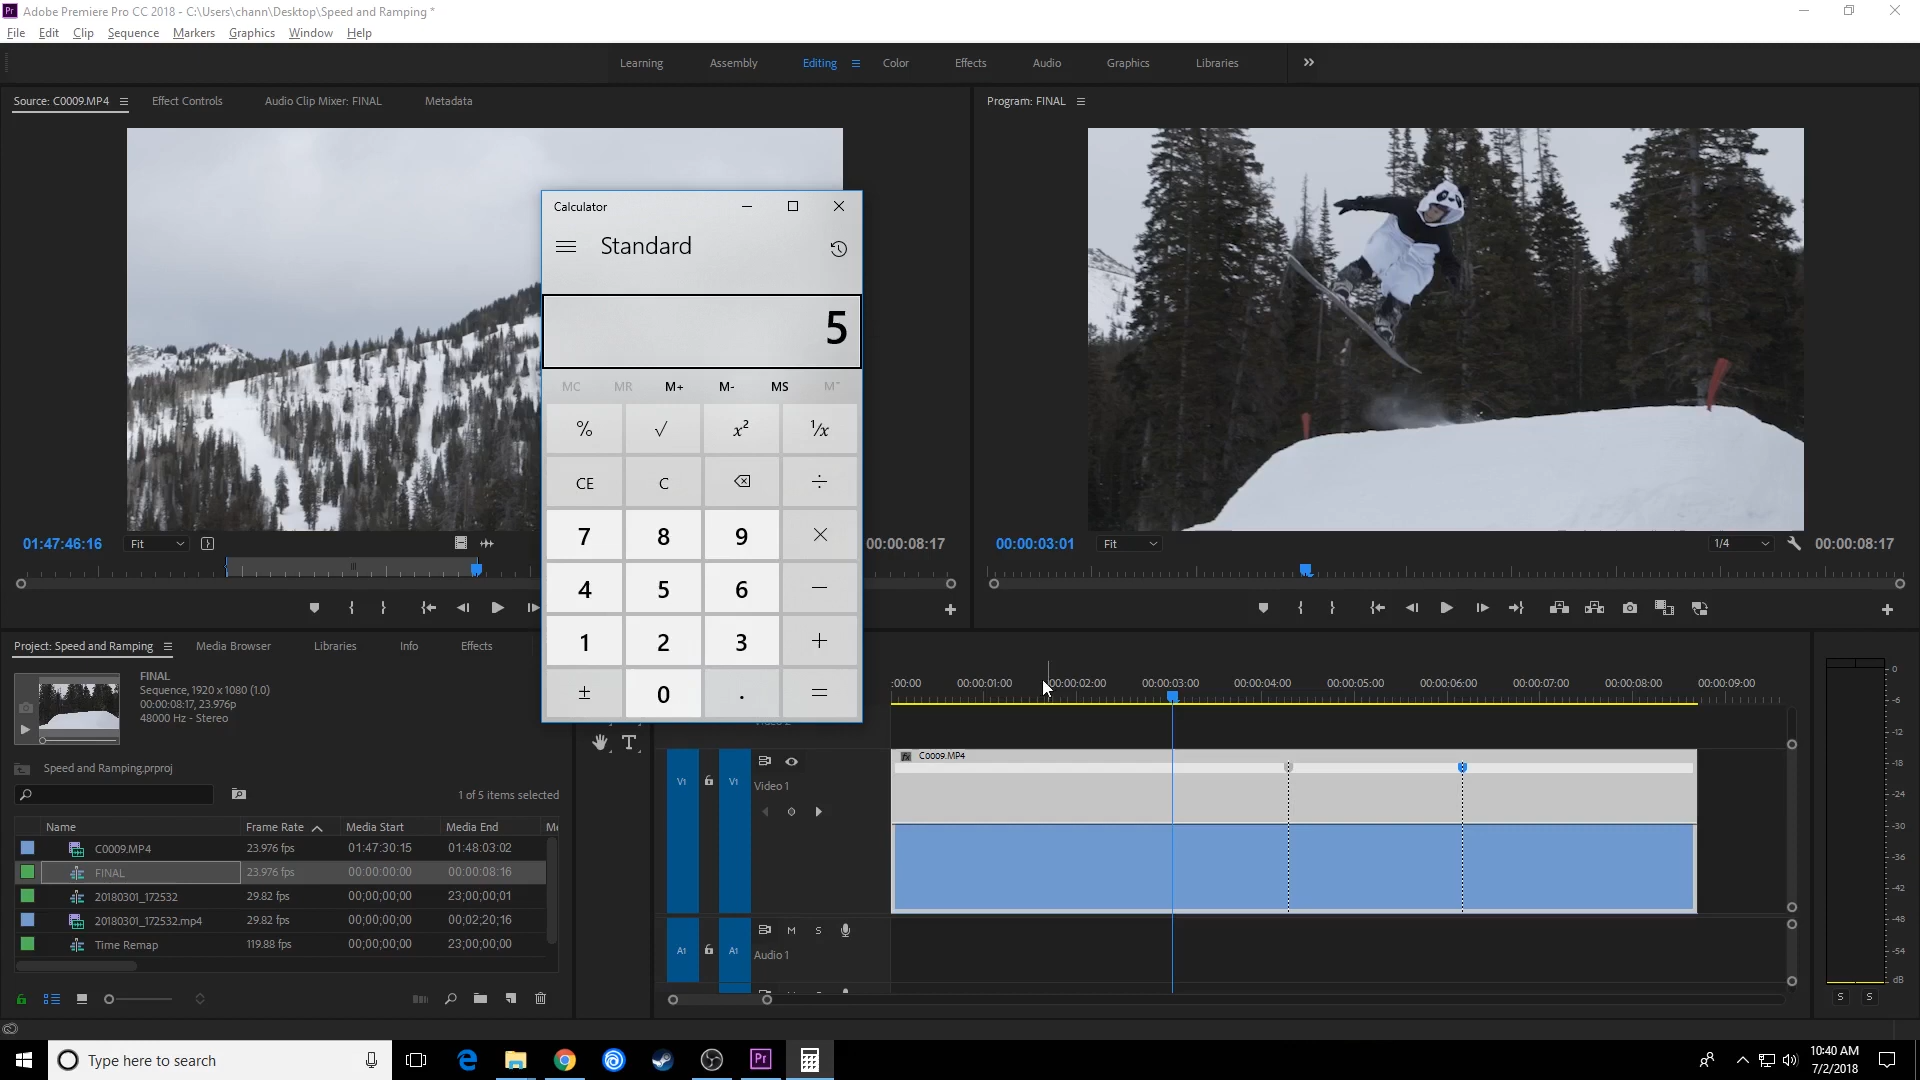 Adobe Premiere Pro CC 2018 - C:\Users\chann\Desktop\Speed and Ramping *
File Edit Clip Sequence Markers Graphics Window Help
Learning Assembly Editing Color Effects Audio Graphics Libraries
Source: C0009.MP4 Effect Controls Audio Clip Mixer: FINAL Metadata
Program: FINAL
Calculator
Standard
5
MC MR M+ M- MS
% √ x² ¹/x
CE C ÷
7 8 9 ×
4 5 6 −
1 2 3 +
± 0 . =
01:47:46:16 Fit 00:00:08:17
00:00:03:01 Fit 1/4 00:00:08:17
Project: Speed and Ramping Media Browser Libraries Info Effects
FINAL
Sequence, 1920 x 1080 (1.0)
00:00:08:17, 23.976p
48000 Hz - Stereo
Speed and Ramping.prproj
1 of 5 items selected
Name Frame Rate Media Start Media End
C0009.MP4 23.976 fps 01:47:30:15 01:48:03:02
FINAL 23.976 fps 00:00:00:00 00:00:08:16
20180301_172532 29.82 fps 00;00;00;00 23;00;00;01
20180301_172532.mp4 29.82 fps 00;00;00;00 00;02;20;16
Time Remap 119.88 fps 00;00;00;00 23;00;00;00
:00:00 00:00:01:00 00:00:02:00 00:00:03:00 00:00:04:00 00:00:05:00 00:00:06:00 00:00:07:00 00:00:08:00 00:00:09:00
C0009.MP4
V1 V1 Video 1
A1 A1 M S
Audio 1
0
-6
-12
-18
-24
-30
-36
-42
-48
-54
dB
S S
Type here to search
10:40 AM
7/2/2018